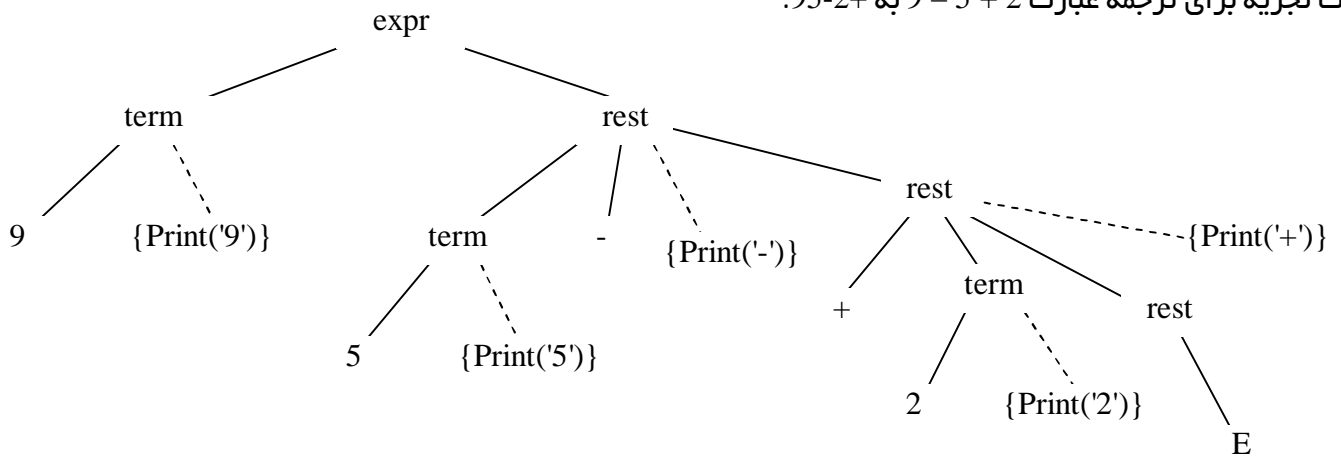 تجزیه برای ترجمه عبارت 2 + 5 – 9 به +2-95.
expr
term rest
rest
9 {Print('9')} term - {Print('-')} {Print('+')}
+ term rest
5 {Print('5')}
2 {Print('2')}
E